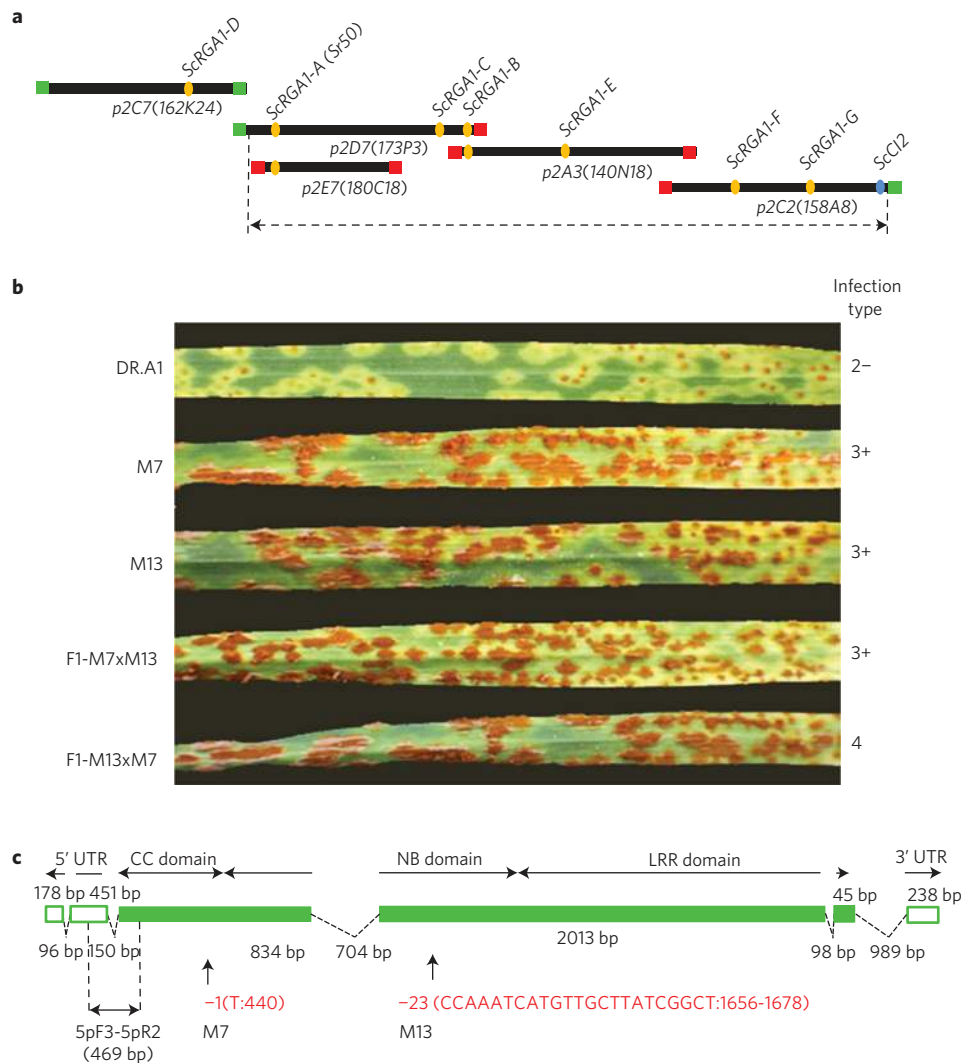 a
ScRGA1-D
ScRGA1-A (Sr50)
ScRGA1-C
ScRGA1-B
ScRGA1-E
ScRGA1-F
ScRGA1-G
ScCI2
p2C7(162K24)
p2D7(173P3)
p2E7(180C18)
p2A3(140N18)
p2C2(158A8)
b
Infection
type
DR.A1
2−
M7
3+
M13
3+
F1-M7xM13
3+
F1-M13xM7
4
c
5′ UTR
CC domain
NB domain
LRR domain
3′ UTR
178 bp
451 bp
45 bp
238 bp
96 bp
150 bp
834 bp
704 bp
2013 bp
98 bp
989 bp
−1(T:440)
−23 (CCAAATCATGTTGCTTATCGGCT:1656-1678)
5pF3-5pR2
M7
M13
(469 bp)